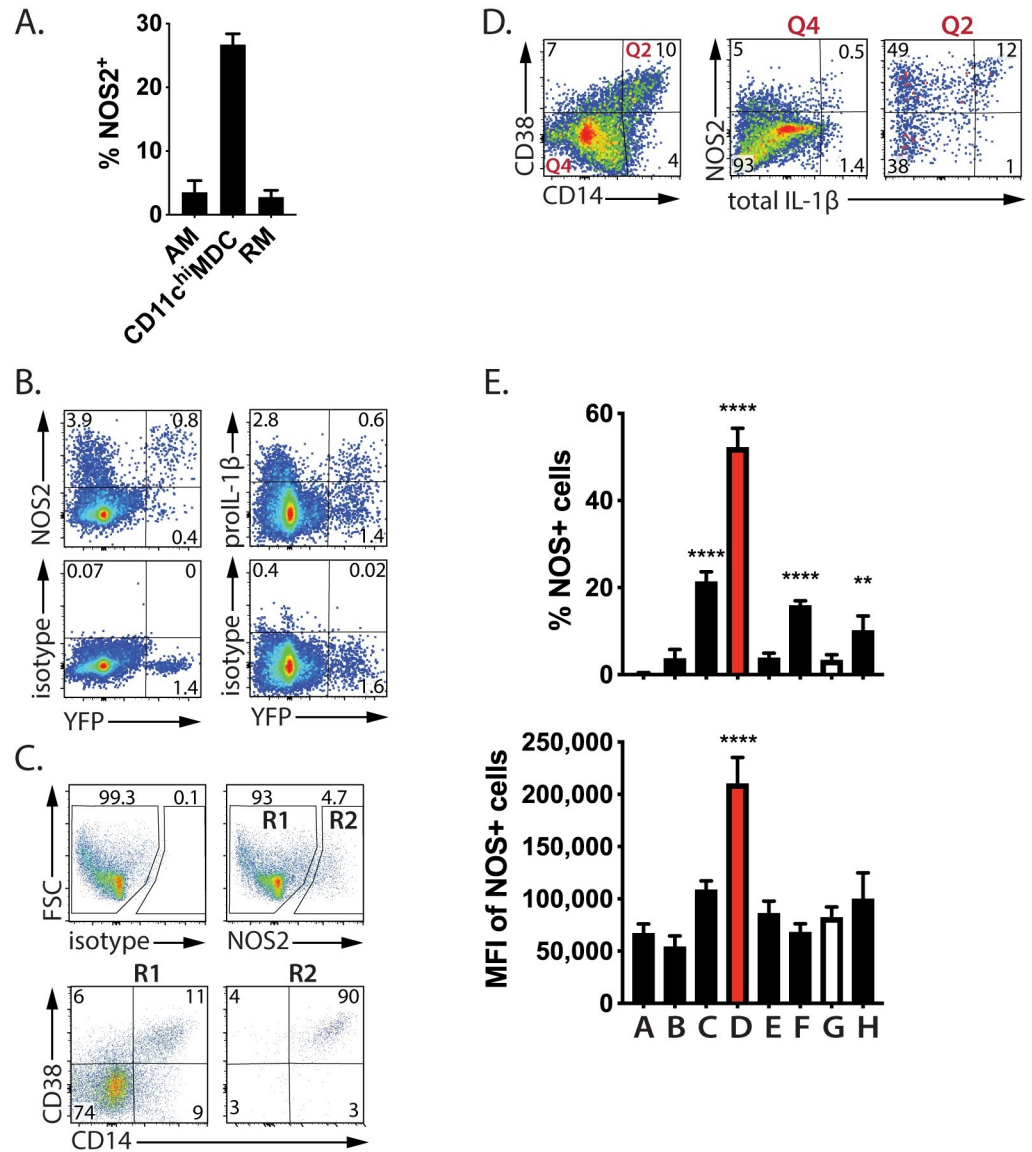 A.
30
20
10
0
% NOS2+
AM
CD11chiMDC
RM
B.
3.9 0.8
0.4
NOS2
2.8 0.6
1.4
proIL-1β
0.07 0
1.4
isotype
YFP
0.4 0.02
1.6
isotype
YFP
C.
99.3 0.1
FSC
isotype
93 4.7
R1 R2
NOS2
R1
6 11
74 9
CD38
R2
4 90
3 3
CD14
D.
7 Q2 10
Q4 4
CD38
CD14
Q4
5 0.5
93 1.4
NOS2
Q2
49 12
38 1
total IL-1β
E.
60
40
20
0
% NOS+ cells
**** **** **** **
250,000
200,000
150,000
100,000
50,000
0
MFI of NOS+ cells
****
A B C D E F G H